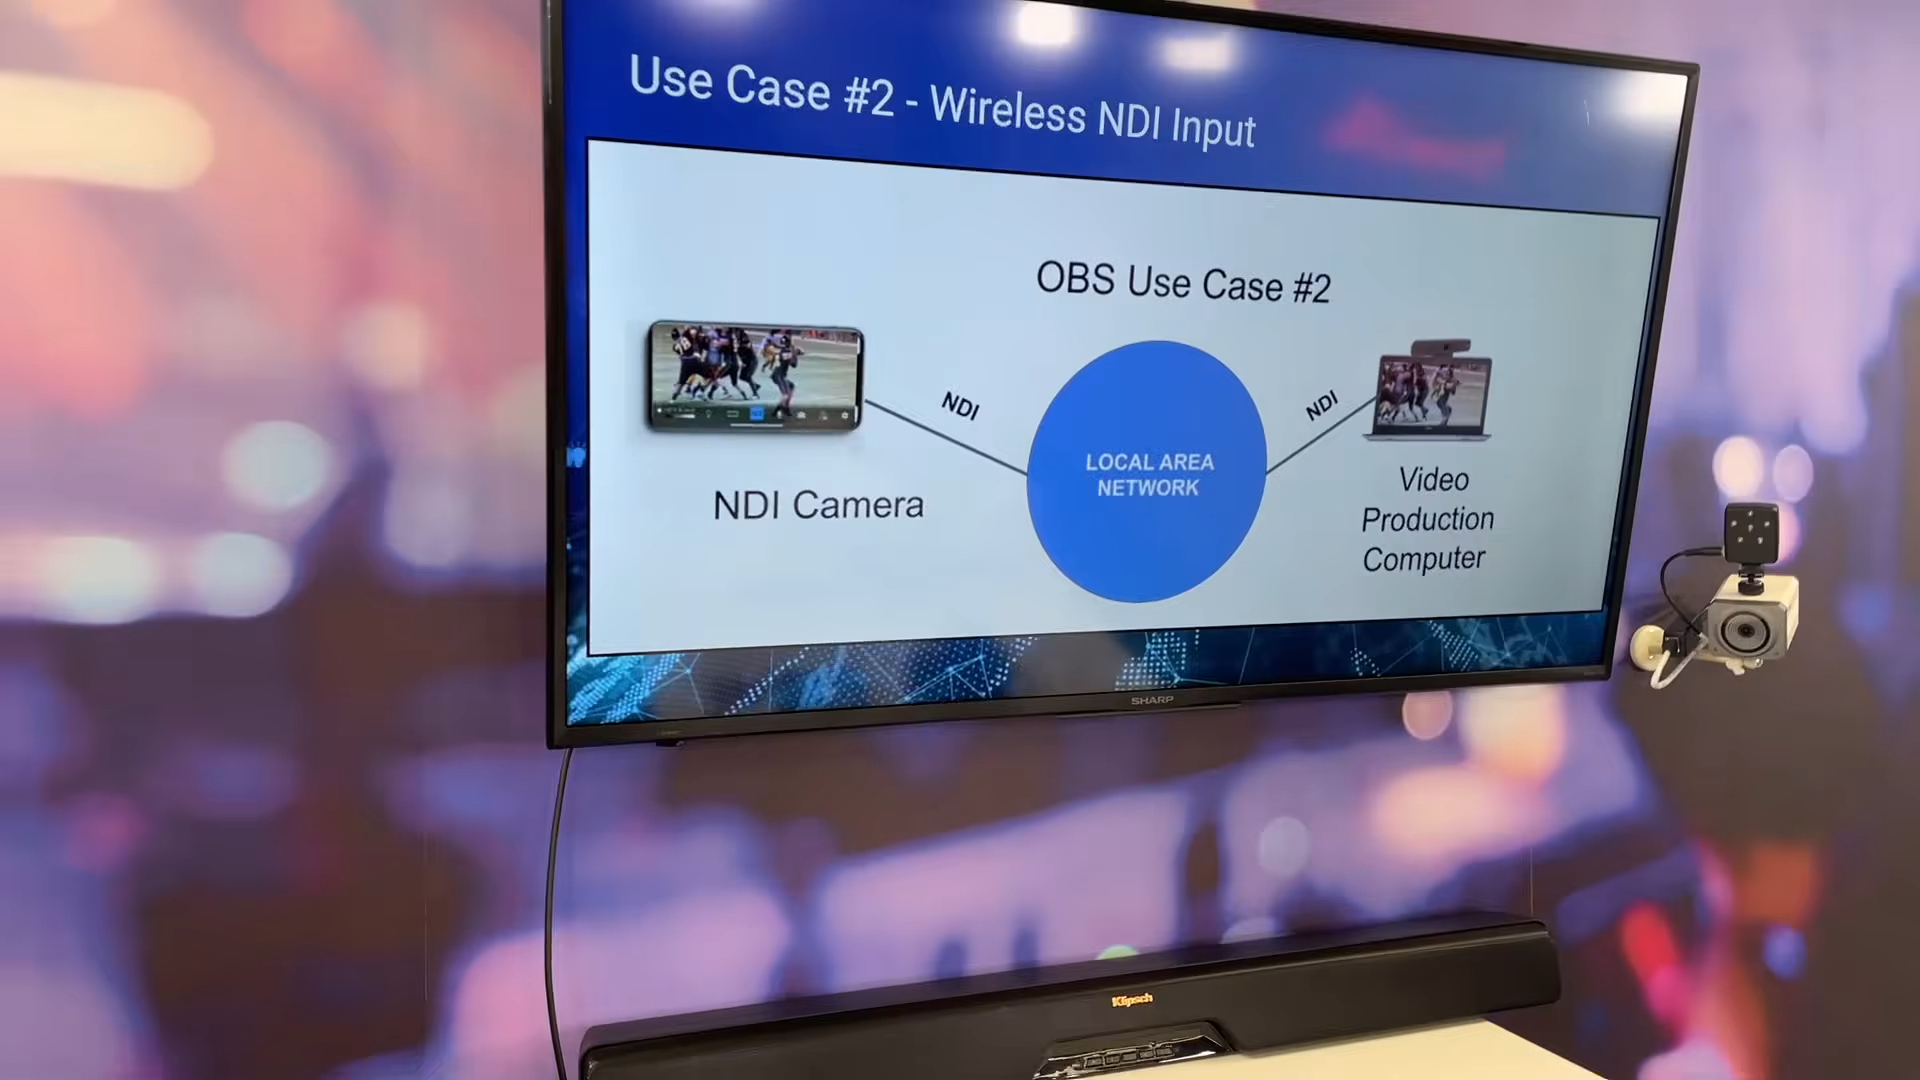 Use Case #2 - Wireless NDI Input
OBS Use Case #2
NDI
NDI
LOCAL AREA
NETWORK
NDI Camera
Video
Production
Computer
SHARP
Klipsch